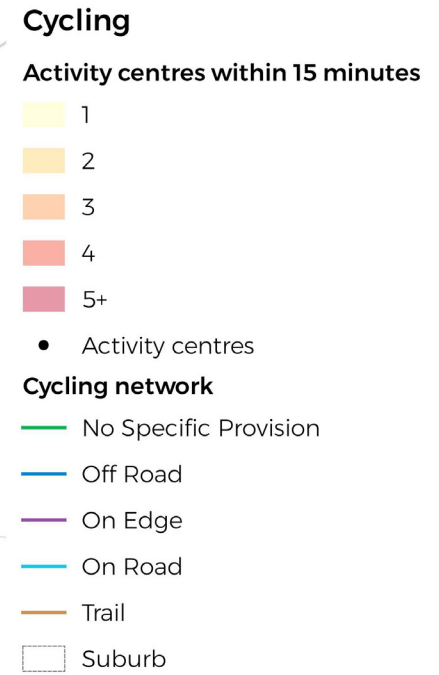 Cycling
Activity centres within 15 minutes
1
2
3
4
5+
Activity centres
Cycling network
No Specific Provision
Off Road
On Edge
On Road
Trail
Suburb